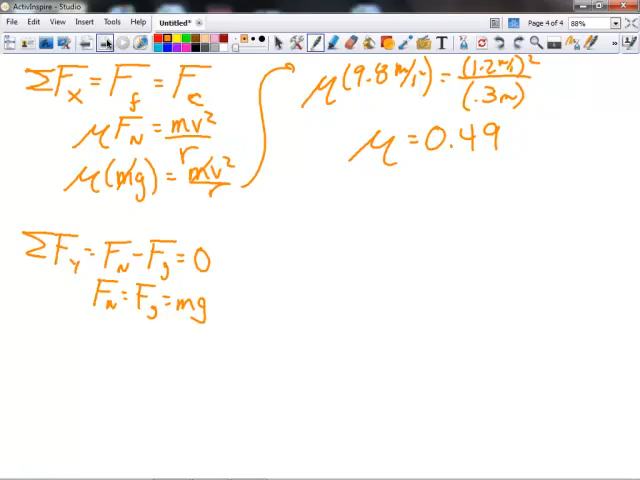 ActivInspire - Studio
File Edit View Insert Tools Help Untitled* Page 4 of 4 88%
ΣFx = Ff = Fc
μFN = mv²/r
μ(mg) = mv²/r
μ(9.8 m/s²) = (1.2 m/s)²/(.3m)
μ = 0.49
ΣFy = FN - Fg = 0
FN = Fg = mg